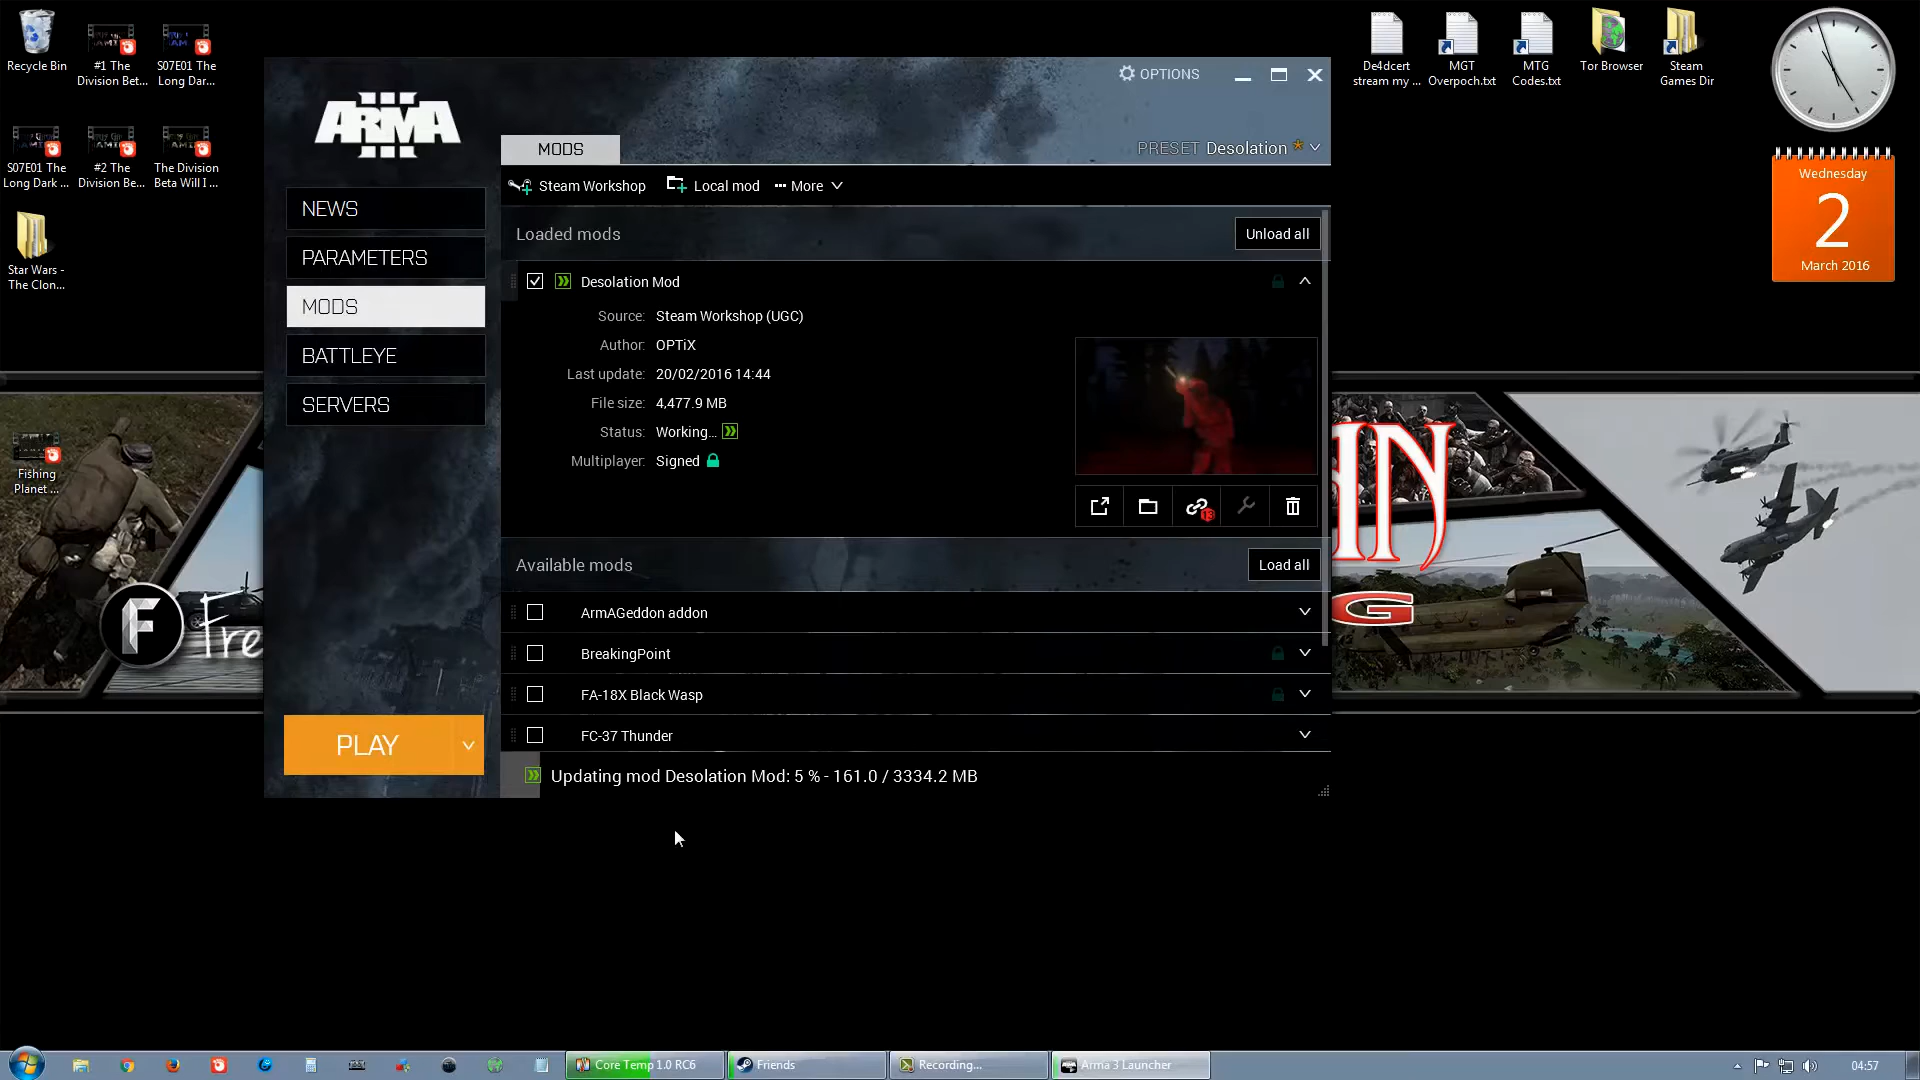 Recycle Bin
#1 The
Division Bet...
S07E01 The
Long Dar...
S07E01 The
Long Dark ...
#2 The
Division Be...
The Division
Beta Will I ...
Star Wars -
The Clon...
Fishing
Planet ...
De4dcert
stream my ...
MGT
Overpoch.txt
MTG
Codes.txt
Tor Browser
Steam
Games Dir
Wednesday
2
March 2016
ARMA
III
OPTIONS
MODS
PRESET Desolation *
Steam Workshop
Local mod
More
NEWS
PARAMETERS
MODS
BATTLEYE
SERVERS
PLAY
Loaded mods
Unload all
Desolation Mod
Source: Steam Workshop (UGC)
Author: OPTiX
Last update: 20/02/2016 14:44
File size: 4,477.9 MB
Status: Working...
Multiplayer: Signed
13
Available mods
Load all
ArmAGeddon addon
BreakingPoint
FA-18X Black Wasp
FC-37 Thunder
Updating mod Desolation Mod: 5 % - 161.0 / 3334.2 MB
F
Fre
IN
G
Core Temp 1.0 RC6
Friends
Recording...
Arma 3 Launcher
04:57